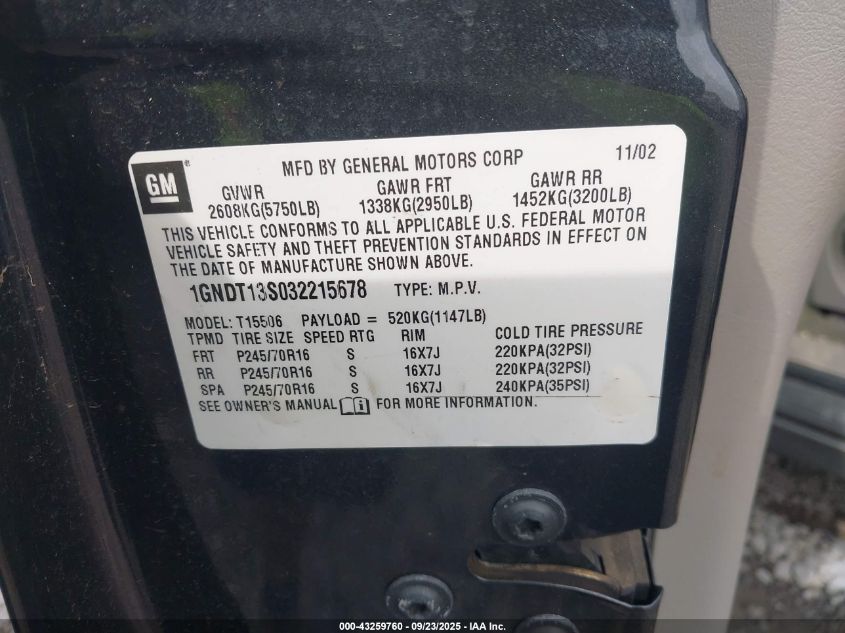 GM
MFD BY GENERAL MOTORS CORP 11/02
GVWR GAWR FRT GAWR RR
2608KG(5750LB) 1338KG(2950LB) 1452KG(3200LB)
THIS VEHICLE CONFORMS TO ALL APPLICABLE U.S. FEDERAL MOTOR
VEHICLE SAFETY AND THEFT PREVENTION STANDARDS IN EFFECT ON
THE DATE OF MANUFACTURE SHOWN ABOVE.
1GNDT13S032215678 TYPE: M.P.V.
MODEL: T15506 PAYLOAD = 520KG(1147LB)
TPMD TIRE SIZE SPEED RTG RIM COLD TIRE PRESSURE
FRT P245/70R16 S 16X7J 220KPA(32PSI)
RR P245/70R16 S 16X7J 220KPA(32PSI)
SPA P245/70R16 S 16X7J 240KPA(35PSI)
SEE OWNER'S MANUAL i FOR MORE INFORMATION.
000-43259760 - 09/23/2025 - IAA Inc.